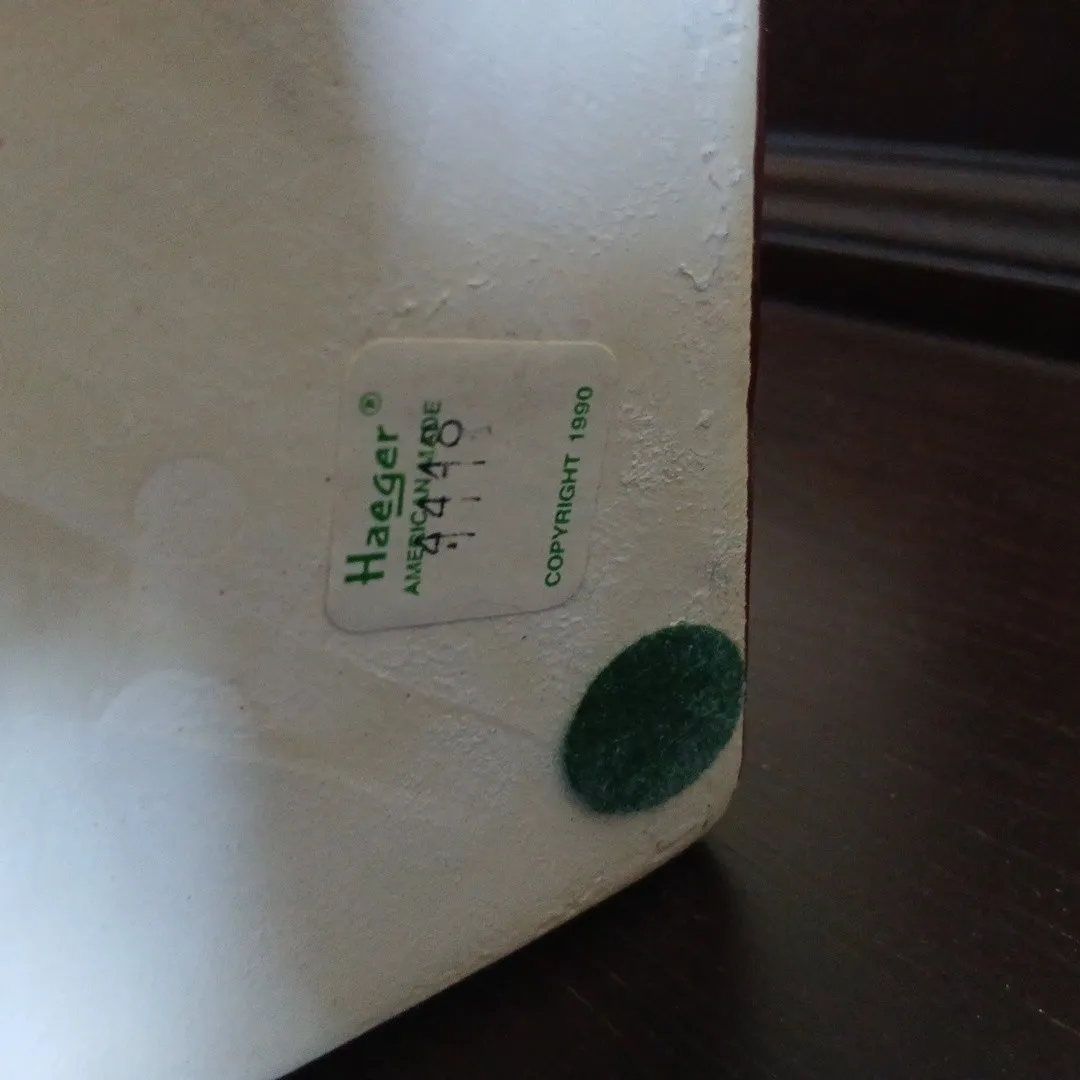 Haeger®
AMERICAN MADE
4418
COPYRIGHT 1990